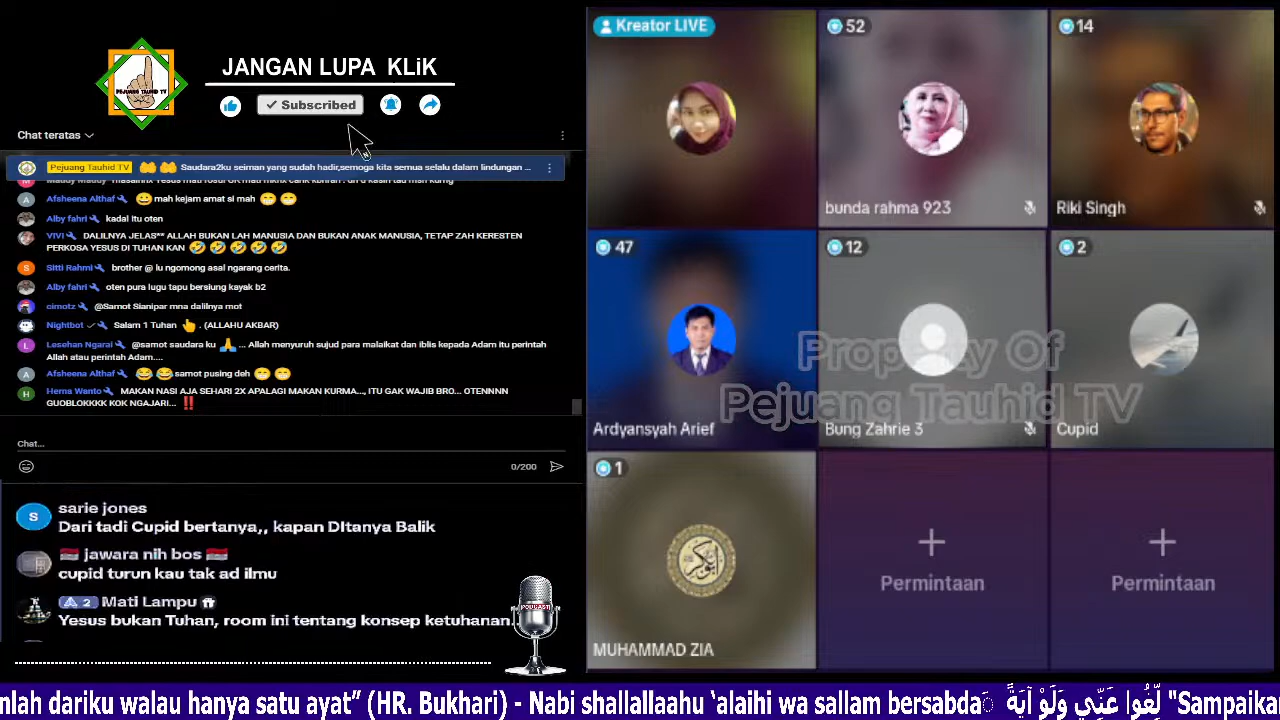 JANGAN LUPA KLiK
PEJUANG TAUHID TV
Subscribed
Chat teratas
Pejuang Tauhid TV Saudara2ku seiman yang sudah hadir,semoga kita semua selalu dalam lindungan ...
Afsheena Althaf 😀 mah kejam amat si mah 😁 😁
Alby fahri kadal itu oten
VIVI DALILNYA JELAS** ALLAH BUKAN LAH MANUSIA DAN BUKAN ANAK MANUSIA, TETAP ZAH KERESTEN
PERKOSA YESUS DI TUHAN KAN 🤣 🤣 🤣 🤣 🤣
Sitti Rahmi brother @ lu ngomong asal ngarang cerita.
Alby fahri oten pura lugu tapu bersiung kayak b2
cimotz @Samot Sianipar mna dalilnya mot
Nightbot Salam 1 Tuhan 👆 . (ALLAHU AKBAR)
Lesehan Ngarai @samot saudara ku 🙏 ... Allah menyuruh sujud para malaikat dan iblis kepada Adam itu perintah
Allah atau perintah Adam....
Afsheena Althaf 😂 😂 samot pusing deh 😁 😁
Hema Wanto MAKAN NASI AJA SEHARI 2X APALAGI MAKAN KURMA..., ITU GAK WAJIB BRO... OTENNNN
GUOBLOKKKK KOK NGAJARI... ‼️
Chat...
0/200
S sarie jones
Dari tadi Cupid bertanya,, kapan DItanya Balik
🇮🇩 jawara nih bos 🇮🇩
cupid turun kau tak ad ilmu
2 Mati Lampu
Yesus bukan Tuhan, room ini tentang konsep ketuhanan.
PODCAST
Kreator LIVE
52
bunda rahma 923
14
Riki Singh
47
Ardyansyah Arief
12
Bung Zahrie 3
2
Cupid
Property Of
Pejuang Tauhid TV
1
MUHAMMAD ZIA
Permintaan
Permintaan
nlah dariku walau hanya satu ayat” (HR. Bukhari) - Nabi shallallaahu ‘alaihi wa sallam bersabda لِّغُوا عَنِّي وَلَوْ آيَةً "Sampaika